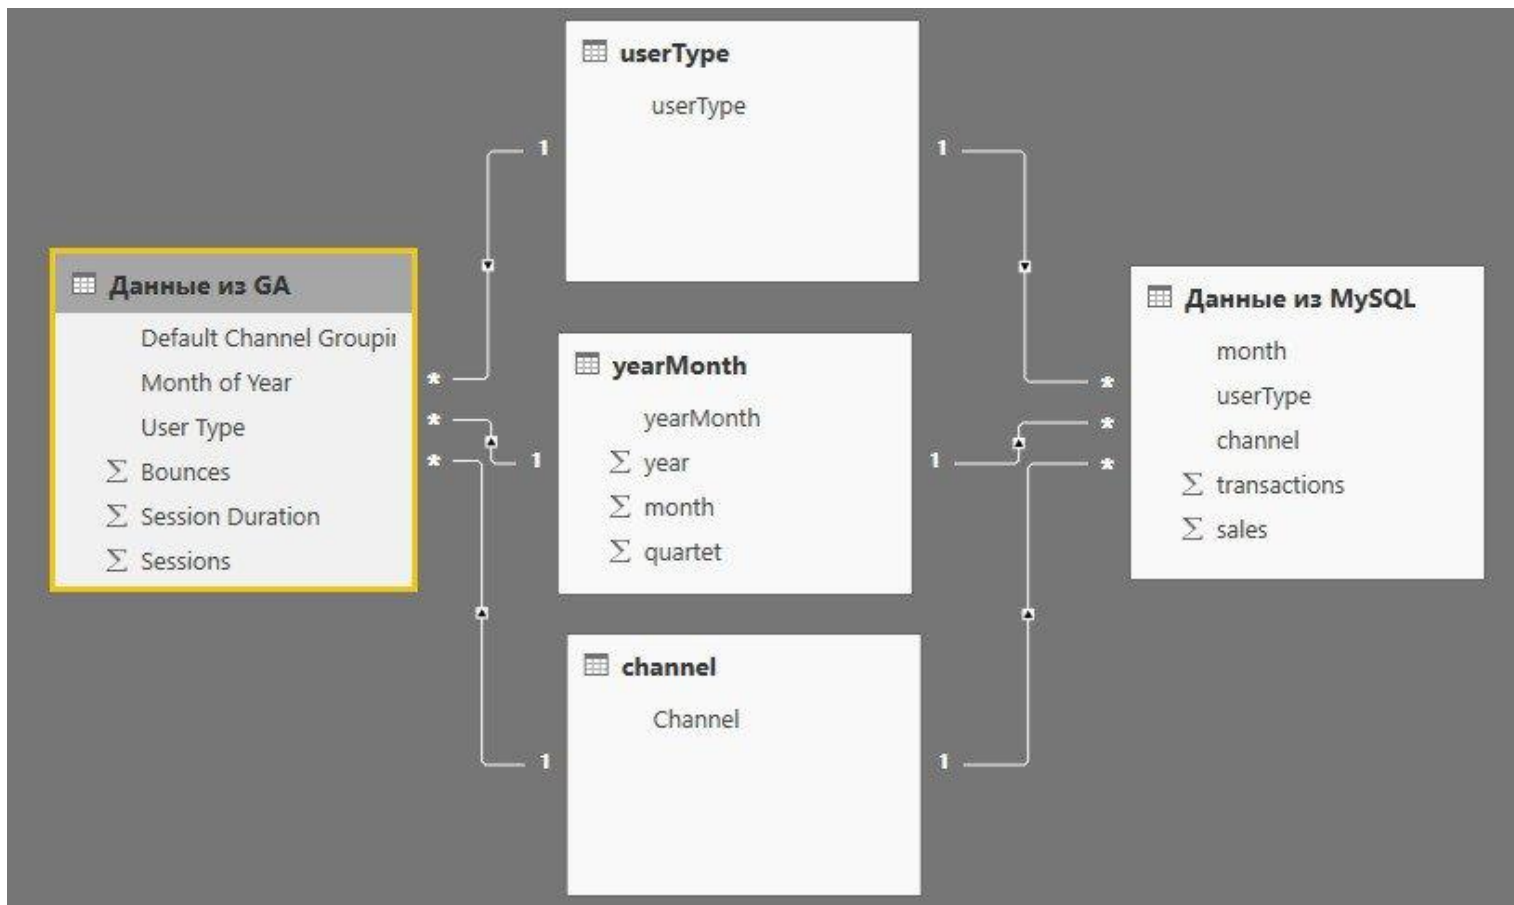 userType
userType
1
1
Данные из GA
Default Channel Groupin
Month of Year
User Type
Σ Bounces
Σ Session Duration
Σ Sessions
*
*
*
1
yearMonth
yearMonth
Σ year
Σ month
Σ quartet
1
*
*
*
Данные из MySQL
month
userType
channel
Σ transactions
Σ sales
channel
Channel
1
1